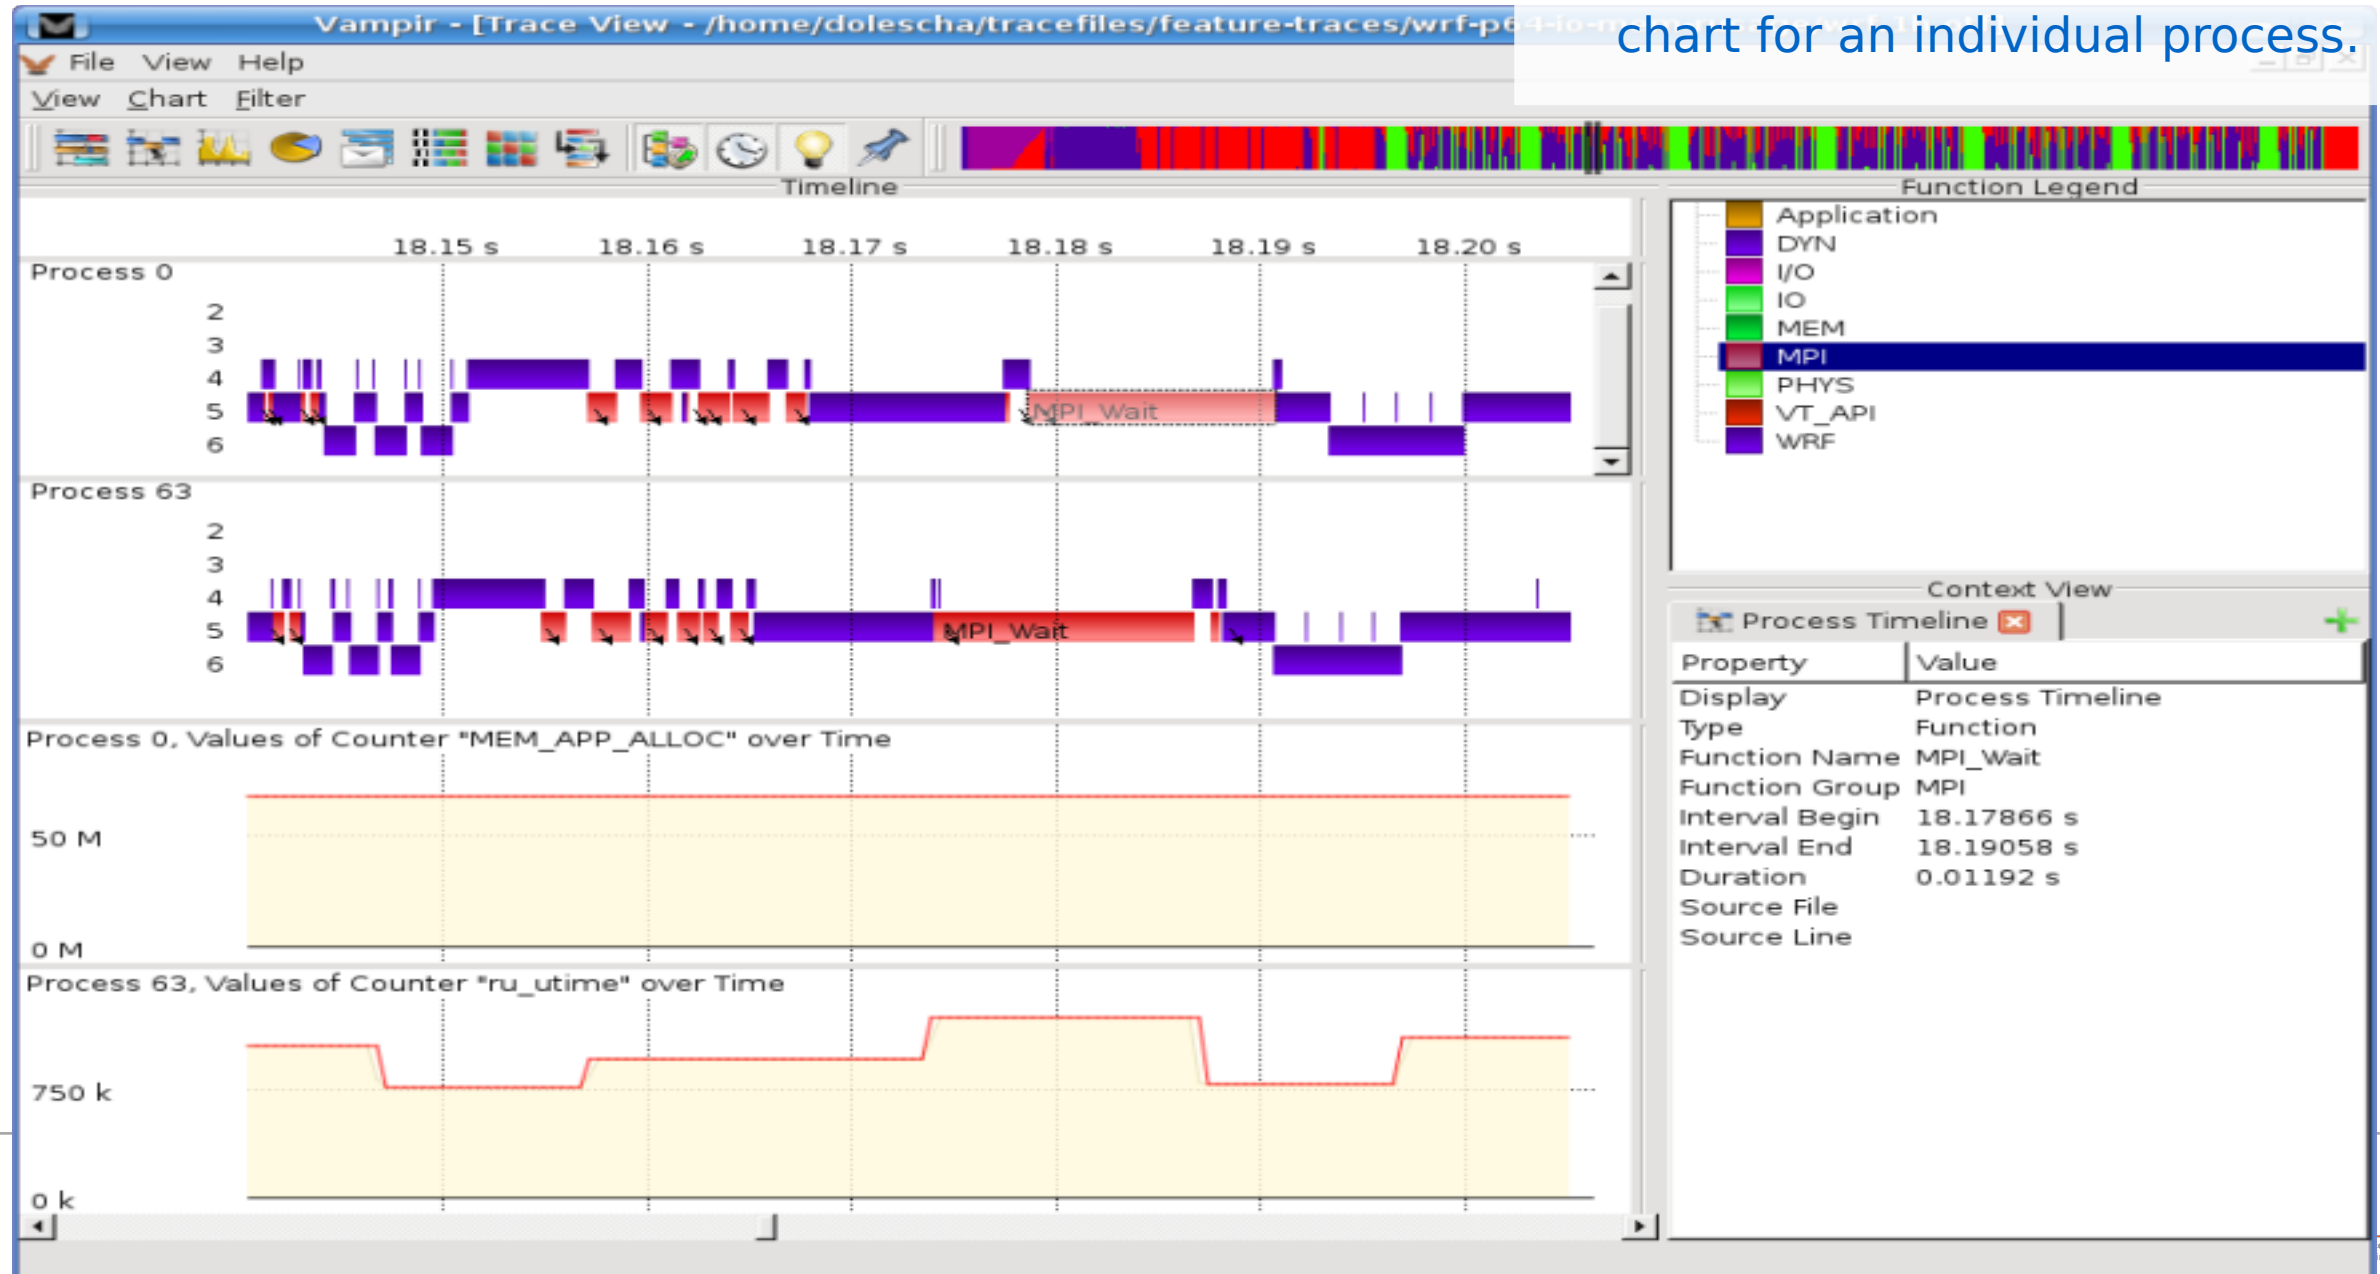 Vampir - [Trace View - /home/dolescha/tracefiles/feature-traces/wrf-p64-io-
chart for an individual process.
File View Help
View Chart Filter
Timeline
18.15 s 18.16 s 18.17 s 18.18 s 18.19 s 18.20 s
Process 0
2
3
4
5 MPI_Wait
6
Process 63
2
3
4
5 MPI_Wait
6
Process 0, Values of Counter "MEM_APP_ALLOC" over Time
50 M
0 M
Process 63, Values of Counter "ru_utime" over Time
750 k
0 k
Function Legend
Application
DYN
I/O
IO
MEM
MPI
PHYS
VT_API
WRF
Context View
Process Timeline
Property Value
Display Process Timeline
Type Function
Function Name MPI_Wait
Function Group MPI
Interval Begin 18.17866 s
Interval End 18.19058 s
Duration 0.01192 s
Source File
Source Line